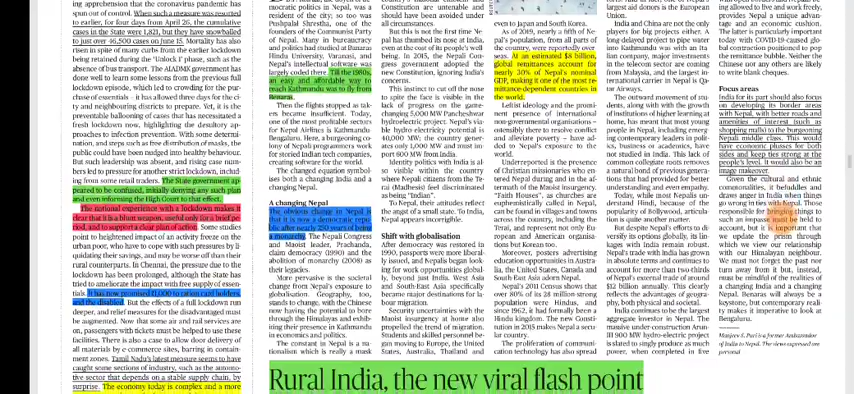 ing apprehension that the coronavirus pandemic has
spun out of control. When such a measure was resorted
to earlier, for four days from April 26, the cumulative
cases in the State were 1,821, but they have snowballed
to just over 46,500 cases on June 15. Mortality has also
risen in spite of many curbs from the earlier lockdown
being retained during the 'Unlock 1' phase, such as the
absence of bus transport. The AIADMK government has
done well to learn some lessons from the previous full
lockdown episode, which led to crowding for the pur-
chase of essentials - it has allowed three days for the ci-
ty and neighbouring districts to prepare. Yet, it is the
preventable ballooning of cases that has necessitated a
fresh lockdown now, highlighting the desultory ap-
proaches to infection prevention. With some determi-
nation, and steps such as free distribution of masks, the
public could have been nudged into healthy behaviour.
But such leadership was absent, and rising case num-
bers led to pressure for another strict lockdown, includ-
ing from some retail traders. The State government ap-
peared to be confused, initially denying any such plan
and even informing the High Court to that effect.
The national experience with a lockdown makes it
clear that it is a blunt weapon, useful only for a brief pe-
riod, and to support a clear plan of action. Some studies
point to heightened impact of an activity freeze on the
urban poor, who have to cope with such pressures by li-
quidating their savings, and may be worse off than their
rural counterparts. In Chennai, the pressure due to the
lockdown has been prolonged, although the State has
tried to ameliorate the impact with free supply of essen-
tials. It has now promised ₹1,000 to ration card holders,
and the disabled. But the effects of a full lockdown run
deeper, and relief measures for the disadvantaged must
be augmented. Now that some air and rail services are
on, passengers with tickets must be helped to use these
facilities. There is also a case to allow door delivery of
all materials by e-commerce sites, barring in contain-
ment zones. Tamil Nadu's latest measure seems to have
caught some sections of industry, such as the automo-
tive sector that depends on a stable supply chain, by
surprise. The economy today is complex and a more
mocratic politics in Nepal, was a
resident of the city; so too was
Pushpalal Shrestha, one of the
founders of the Communist Party
of Nepal. Many in bureaucracy
and politics had studied at Banaras
Hindu University, Varanasi, and
Nepal's intellectual software was
largely coded there. Till the 1980s,
an easy and affordable way to
reach Kathmandu was to fly from
Benaras.
Then the flights stopped as tak-
ers became insufficient. Today,
one of the most profitable sectors
for Nepal Airlines is Kathmandu-
Bengaluru. Here, a burgeoning co-
lony of Nepali programmers work
for storied Indian tech companies,
creating software for the world.
The changed equation symbol-
ises both a changing India and a
changing Nepal.
A changing Nepal
The obvious change in Nepal is
that it is now a democratic repu-
blic after nearly 250 years of being
a monarchy. The Nepali Congress
and Maoist leader, Prachanda,
claim democracy (1990) and the
abolition of monarchy (2008) as
their legacies.
More pervasive is the societal
change from Nepal's exposure to
globalisation. Geography, too,
stands to change, with the Chinese
now having the potential to bore
through the Himalayas and exhib-
iting their presence in Kathmandu
in economics and politics.
The constant in Nepal is a na-
tionalism which is really a mask
Constitution are untenable and
should have been avoided under
all circumstances.
But this is not the first time Ne-
pal has thumbed its nose at India,
even at the cost of its people's well
being. In 2015, the Nepali Con-
gress government adopted the
new Constitution, ignoring India's
concerns.
This instinct to cut off the nose
to spite the face is visible in the
lack of progress on the game-
changing 5,000 MW Pancheshwar
hydroelectric project. Nepal's via-
ble hydro electricity potential is
40,000 MW; the country gener-
ates only 1,000 MW and must im-
port 600 MW from India.
Identity politics with India is al-
so visible within the country
where Nepali citizens from the Te-
rai (Madhesis) feel discriminated
as being "Indian".
To Nepal, their attitudes reflect
the angst of a small state. To India,
Nepal appears incorrigible.
Shift with globalisation
After democracy was restored in
1990, passports were more liberal-
ly issued, and Nepalis began look-
ing for work opportunities global-
ly, beyond just India. West Asia
and South-East Asia specifically
became major destinations for la-
bour migration.
Security uncertainties with the
Maoist insurgency at home also
propelled the trend of migration.
Students and skilled personnel be-
gan moving to Europe, the United
States, Australia, Thailand and
even to Japan and South Korea.
As of 2019, nearly a fifth of Ne-
pal's population, from all parts of
the country, were reportedly over-
seas. At an estimated $8 billion,
global remittances account for
nearly 30% of Nepal's nominal
GDP, making it one of the most re-
mittance-dependent countries in
the world.
Leftist ideology and the promi-
nent presence of international
non-governmental organisations –
ostensibly there to resolve conflict
and alleviate poverty – have ad-
ded to Nepal's exposure to the
world.
Underreported is the presence
of Christian missionaries who en-
tered Nepal during and in the af-
termath of the Maoist insurgency.
"Faith Houses", as churches are
euphemistically called in Nepal,
can be found in villages and towns
across the country, including the
Terai, and represent not only Eu-
ropean and American organisa-
tions but Korean too.
Moreover, posters advertising
education opportunities in Austra-
lia, the United States, Canada and
South East Asia adorn Nepal.
Nepal's 2011 Census shows that
over 80% of its 28 million strong
population were Hindus, and
since 1962, it had formally been a
Hindu kingdom. The new Consti-
tution in 2015 makes Nepal a secu-
lar country.
The proliferation of communi-
cation technology has also spread
largest aid donors is the European
Union.
India and China are not the only
players for big projects either. A
long delayed project to pipe water
into Kathmandu was with an Ita-
lian company, major investments
in the telecom sector are coming
from Malaysia, and the largest in-
ternational carrier in Nepal is Qa-
tar Airways.
The outward movement of stu-
dents, along with the growth
of institutions of higher learning at
home, has meant that most young
people in Nepal, including emerg-
ing contemporary leaders in polit-
ics, business or academics, have
not studied in India. This lack of
common collegiate roots removes
a natural bond of previous genera-
tions that had provided for better
understanding and even empathy.
Today, while most Nepalis un-
derstand Hindi, because of the
popularity of Bollywood, articula-
tion is quite another matter.
But despite Nepal's efforts to di-
versify its options globally, its lin-
kages with India remain robust.
Nepal's trade with India has grown
in absolute terms and continues to
account for more than two-thirds
of Nepal's external trade of around
$12 billion annually. This clearly
reflects the advantages of geogra-
phy, both physical and societal.
India continues to be the largest
aggregate investor in Nepal. The
massive under-construction Arun-
III 900 MW hydro-electric project
is slated to singly produce as much
power, when completed in five
ing allowed to live and work freely,
provides Nepal a unique advan-
tage and an economic cushion.
The latter is particularly important
today with COVID-19-caused glo-
bal contraction positioned to pop
the remittance bubble. Neither the
Chinese nor any others are likely
to write blank cheques.
Focus areas
India for its part should also focus
on developing its border areas
with Nepal, with better roads and
amenities of interest (such as
shopping malls) to the burgeoning
Nepali middle class. This would
have economic plusses for both
sides and keep ties strong at the
people's level. It would also be an
image makeover.
Given the cultural and ethnic
commonalities, it befuddles and
draws anger in India when things
go wrong in ties with Nepal. Those
responsible for bringing things to
such an impasse must be held to
account, but it is important that
we update the prism through
which we view our relationship
with our Himalayan neighbour.
We must not forget the past nor
turn away from it but, instead,
must be mindful of the realities of
a changing India and a changing
Nepal. Benaras will always be a
keystone, but contemporary reali-
ty makes it imperative to look at
Bengaluru.
Manjeev S. Puri is a former Ambassador
of India to Nepal. The views expressed are
personal
Rural India, the new viral flash point